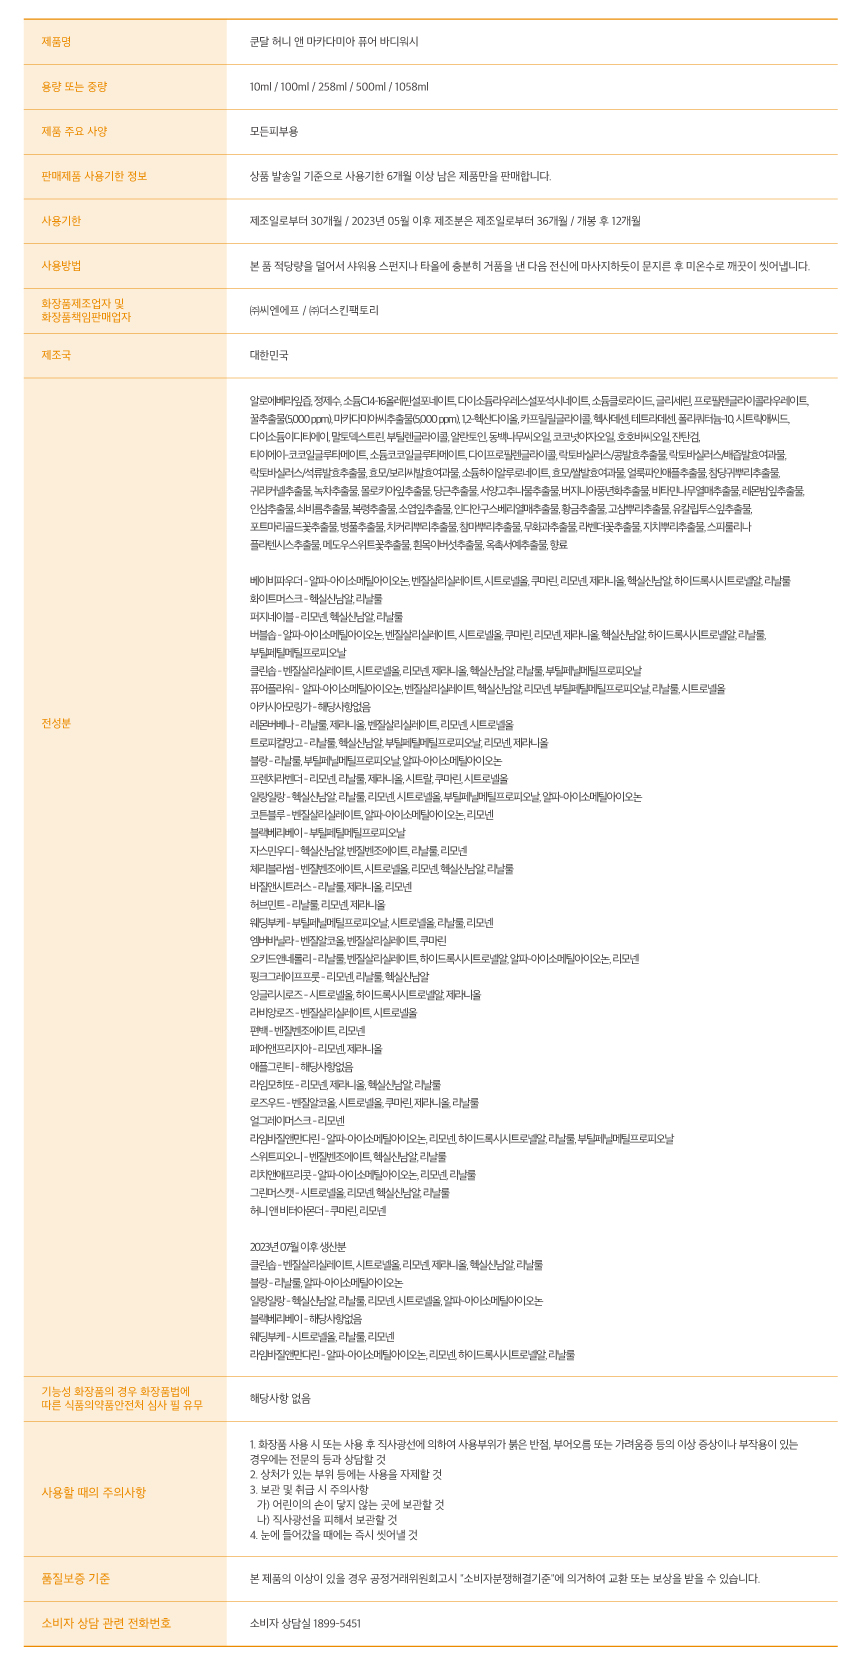 제품명
쿤달 허니 앤 마카다미아 퓨어 바디워시
용량 또는 중량
10ml / 100ml / 258ml / 500ml / 1058ml
제품 주요 사양
모든피부용
판매제품 사용기한 정보
상품 발송일 기준으로 사용기한 6개월 이상 남은 제품만을 판매합니다.
사용기한
제조일로부터 30개월 / 2023년 05월 이후 제조분은 제조일로부터 36개월 / 개봉 후 12개월
사용방법
본 품 적당량을 덜어서 샤워용 스펀지나 타올에 충분히 거품을 낸 다음 전신에 마사지하듯이 문지른 후 미온수로 깨끗이 씻어냅니다.
화장품제조업자 및
화장품책임판매업자
㈜씨엔에프 / ㈜더스킨팩토리
제조국
대한민국
전성분
알로에베라잎즙, 정제수, 소듐C14-16올레핀설포네이트, 다이소듐라우레스설포석시네이트, 소듐클로라이드, 글리세린, 프로필렌글라이콜라우레이트,
꿀추출물(5,000 ppm), 마카다미아씨추출물(5,000 ppm), 1,2-헥산다이올, 카프릴릴글라이콜, 헥사데센, 테트라데센, 폴리쿼터늄-10, 시트릭애씨드,
다이소듐이디티에이, 말토덱스트린, 부틸렌글라이콜, 알란토인, 동백나무씨오일, 코코넛야자오일, 호호바씨오일, 잔탄검,
티이에이-코코일글루타메이트, 소듐코코일글루타메이트, 다이프로필렌글라이콜, 락토바실러스/콩발효추출물, 락토바실러스/배즙발효여과물,
락토바실러스/석류발효추출물, 효모/보리씨발효여과물, 소듐하이알루로네이트, 효모/쌀발효여과물, 얼룩파인애플추출물, 참당귀뿌리추출물,
귀리커넬추출물, 녹차추출물, 몰로키아잎추출물, 당근추출물, 서양고추나물추출물, 버지니아풍년화추출물, 비타민나무열매추출물, 레몬밤잎추출물,
인삼추출물, 쇠비름추출물, 복령추출물, 소엽잎추출물, 인디안구스베리열매추출물, 황금추출물, 고삼뿌리추출물, 유칼립투스잎추출물,
포트마리골드꽃추출물, 병풀추출물, 치커리뿌리추출물, 참마뿌리추출물, 무화과추출물, 라벤더꽃추출물, 지치뿌리추출물, 스피룰리나
플라텐시스추출물, 메도우스위트꽃추출물, 흰목이버섯추출물, 옥촉서예추출물, 향료
베이비파우더 - 알파-아이소메틸아이오논, 벤질살리실레이트, 시트로넬올, 쿠마린, 리모넨, 제라니올, 헥실신남알, 하이드록시시트로넬알, 리날룰
화이트머스크 - 헥실신남알, 리날룰
퍼지네이블 - 리모넨, 헥실신남알, 리날룰
버블솝 - 알파-아이소메틸아이오논, 벤질살리실레이트, 시트로넬올, 쿠마린, 리모넨, 제라니올, 헥실신남알, 하이드록시시트로넬알, 리날룰,
부틸페닐메틸프로피오날
클린솝 - 벤질살리실레이트, 시트로넬올, 리모넨, 제라니올, 헥실신남알, 리날룰, 부틸페닐메틸프로피오날
퓨어플라워 - 알파-아이소메틸아이오논, 벤질살리실레이트, 헥실신남알, 리모넨, 부틸페닐메틸프로피오날, 리날룰, 시트로넬올
아카시아모링가 - 해당사항없음
레몬버베나 - 리날룰, 제라니올, 벤질살리실레이트, 리모넨, 시트로넬올
트로피컬망고 - 리날룰, 헥실신남알, 부틸페닐메틸프로피오날, 리모넨, 제라니올
블랑 - 리날룰, 부틸페닐메틸프로피오날, 알파-아이소메틸아이오논
프렌치라벤더 - 리모넨, 리날룰, 제라니올, 시트랄, 쿠마린, 시트로넬올
일랑일랑 - 헥실신남알, 리날룰, 리모넨, 시트로넬올, 부틸페닐메틸프로피오날, 알파-아이소메틸아이오논
코튼블루 - 벤질살리실레이트, 알파-아이소메틸아이오논, 리모넨
블랙베리베이 - 부틸페닐메틸프로피오날
자스민우디 - 헥실신남알, 벤질벤조에이트, 리날룰, 리모넨
체리블라썸 - 벤질벤조에이트, 시트로넬올, 리모넨, 헥실신남알, 리날룰
바질앤시트러스 - 리날룰, 제라니올, 리모넨
허브민트 - 리날룰, 리모넨, 제라니올
웨딩부케 - 부틸페닐메틸프로피오날, 시트로넬올, 리날룰, 리모넨
엠버바닐라 - 벤질알코올, 벤질살리실레이트, 쿠마린
오키드앤네롤리 - 리날룰, 벤질살리실레이트, 하이드록시시트로넬알, 알파-아이소메틸아이오논, 리모넨
핑크그레이프프룻 - 리모넨, 리날룰, 헥실신남알
잉글리시로즈 - 시트로넬올, 하이드록시시트로넬알, 제라니올
라비앙로즈 - 벤질살리실레이트, 시트로넬올
편백 - 벤질벤조에이트, 리모넨
페어앤프리지아 - 리모넨, 제라니올
애플그린티 - 해당사항없음
라임모히또 - 리모넨, 제라니올, 헥실신남알, 리날룰
로즈우드 - 벤질알코올, 시트로넬올, 쿠마린, 제라니올, 리날룰
얼그레이머스크 - 리모넨
라임바질앤만다린 - 알파-아이소메틸아이오논, 리모넨, 하이드록시시트로넬알, 리날룰, 부틸페닐메틸프로피오날
스위트피오니 - 벤질벤조에이트, 헥실신남알, 리날룰
리치앤애프리콧 - 알파-아이소메틸아이오논, 리모넨, 리날룰
그린머스캣 - 시트로넬올, 리모넨, 헥실신남알, 리날룰
허니 앤 비터아몬더 - 쿠마린, 리모넨
2023년 07월 이후 생산분
클린솝 - 벤질살리실레이트, 시트로넬올, 리모넨, 제라니올, 헥실신남알, 리날룰
블랑 - 리날룰, 알파-아이소메틸아이오논
일랑일랑 - 헥실신남알, 리날룰, 리모넨, 시트로넬올, 알파-아이소메틸아이오논
블랙베리베이 - 해당사항없음
웨딩부케 - 시트로넬올, 리날룰, 리모넨
라임바질앤만다린 - 알파-아이소메틸아이오논, 리모넨, 하이드록시시트로넬알, 리날룰
기능성 화장품의 경우 화장품법에
따른 식품의약품안전처 심사 필 유무
해당사항 없음
사용할 때의 주의사항
1. 화장품 사용 시 또는 사용 후 직사광선에 의하여 사용부위가 붉은 반점, 부어오름 또는 가려움증 등의 이상 증상이나 부작용이 있는
경우에는 전문의 등과 상담할 것
2. 상처가 있는 부위 등에는 사용을 자제할 것
3. 보관 및 취급 시 주의사항
가) 어린이의 손이 닿지 않는 곳에 보관할 것
나) 직사광선을 피해서 보관할 것
4. 눈에 들어갔을 때에는 즉시 씻어낼 것
품질보증 기준
본 제품의 이상이 있을 경우 공정거래위원회고시 "소비자분쟁해결기준"에 의거하여 교환 또는 보상을 받을 수 있습니다.
소비자 상담 관련 전화번호
소비자 상담실 1899-5451